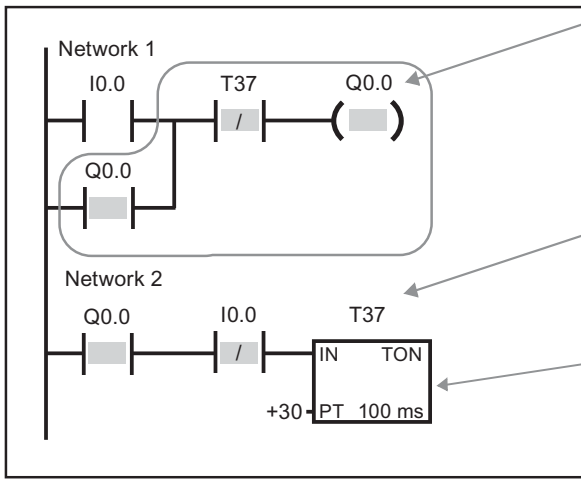 Network 1
I0.0
T37
Q0.0
/
Q0.0
Network 2
Q0.0
I0.0
T37
/
IN TON
+30 PT 100 ms